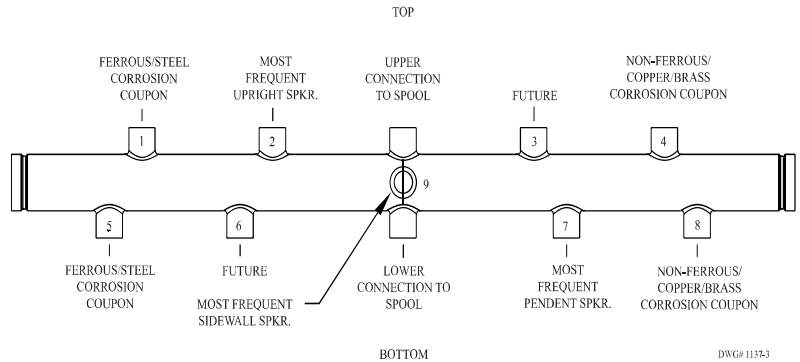 TOP
FERROUS/STEEL
CORROSION
COUPON
MOST
FREQUENT
UPRIGHT SPKR.
UPPER
CONNECTION
TO SPOOL
FUTURE
NON-FERROUS/
COPPER/BRASS
CORROSION COUPON
1
2
3
4
9
5
6
7
8
FERROUS/STEEL
CORROSION
COUPON
FUTURE
MOST FREQUENT
SIDEWALL SPKR.
LOWER
CONNECTION TO
SPOOL
MOST
FREQUENT
PENDENT SPKR.
NON-FERROUS/
COPPER/BRASS
CORROSION COUPON
BOTTOM
DWG# 1137-3